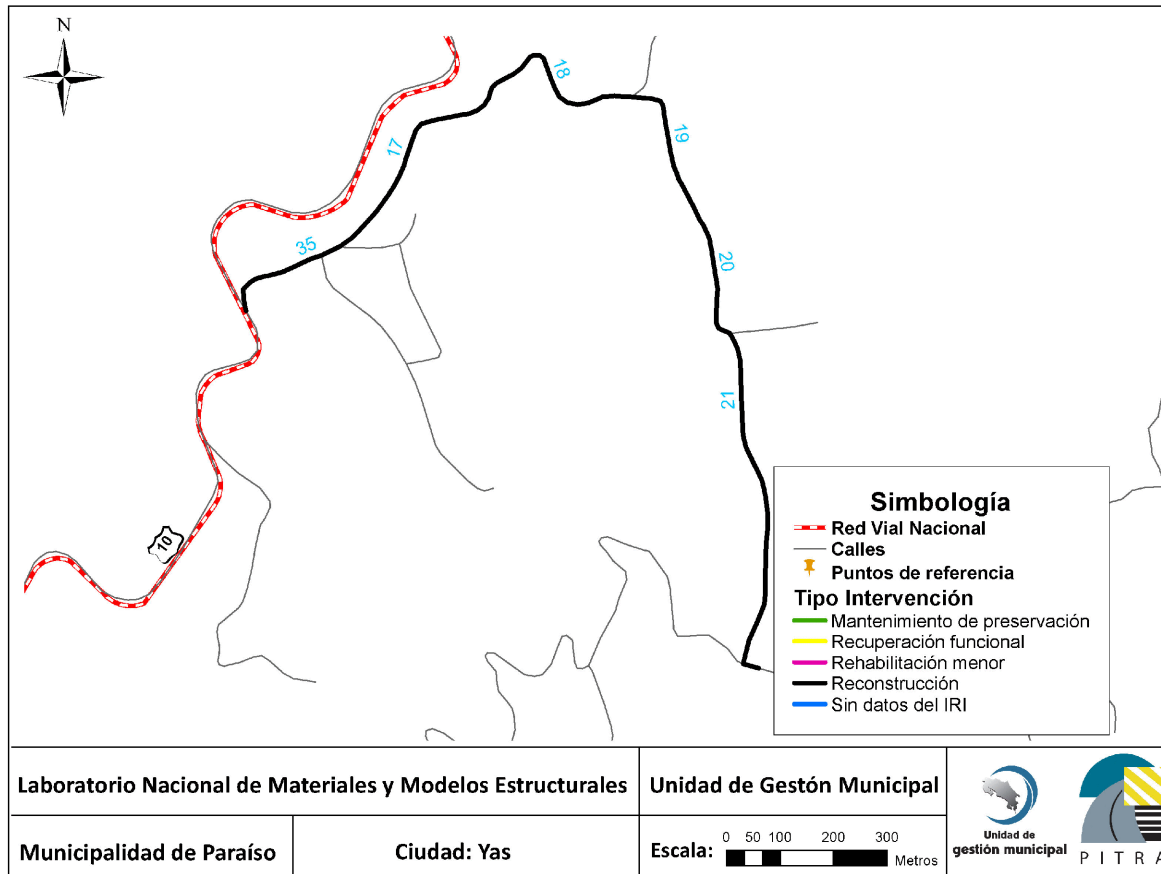 N
18
17
19
35
20
21
10
Simbología
Red Vial Nacional
Calles
Puntos de referencia
Tipo Intervención
Mantenimiento de preservación
Recuperación funcional
Rehabilitación menor
Reconstrucción
Sin datos del IRI
Laboratorio Nacional de Materiales y Modelos Estructurales
Unidad de Gestón Municipal
Municipalidad de Paraíso
Ciudad: Yas
Escala:
0 50 100 200 300
Metros
Unidad de
gestión municipal
PITRA